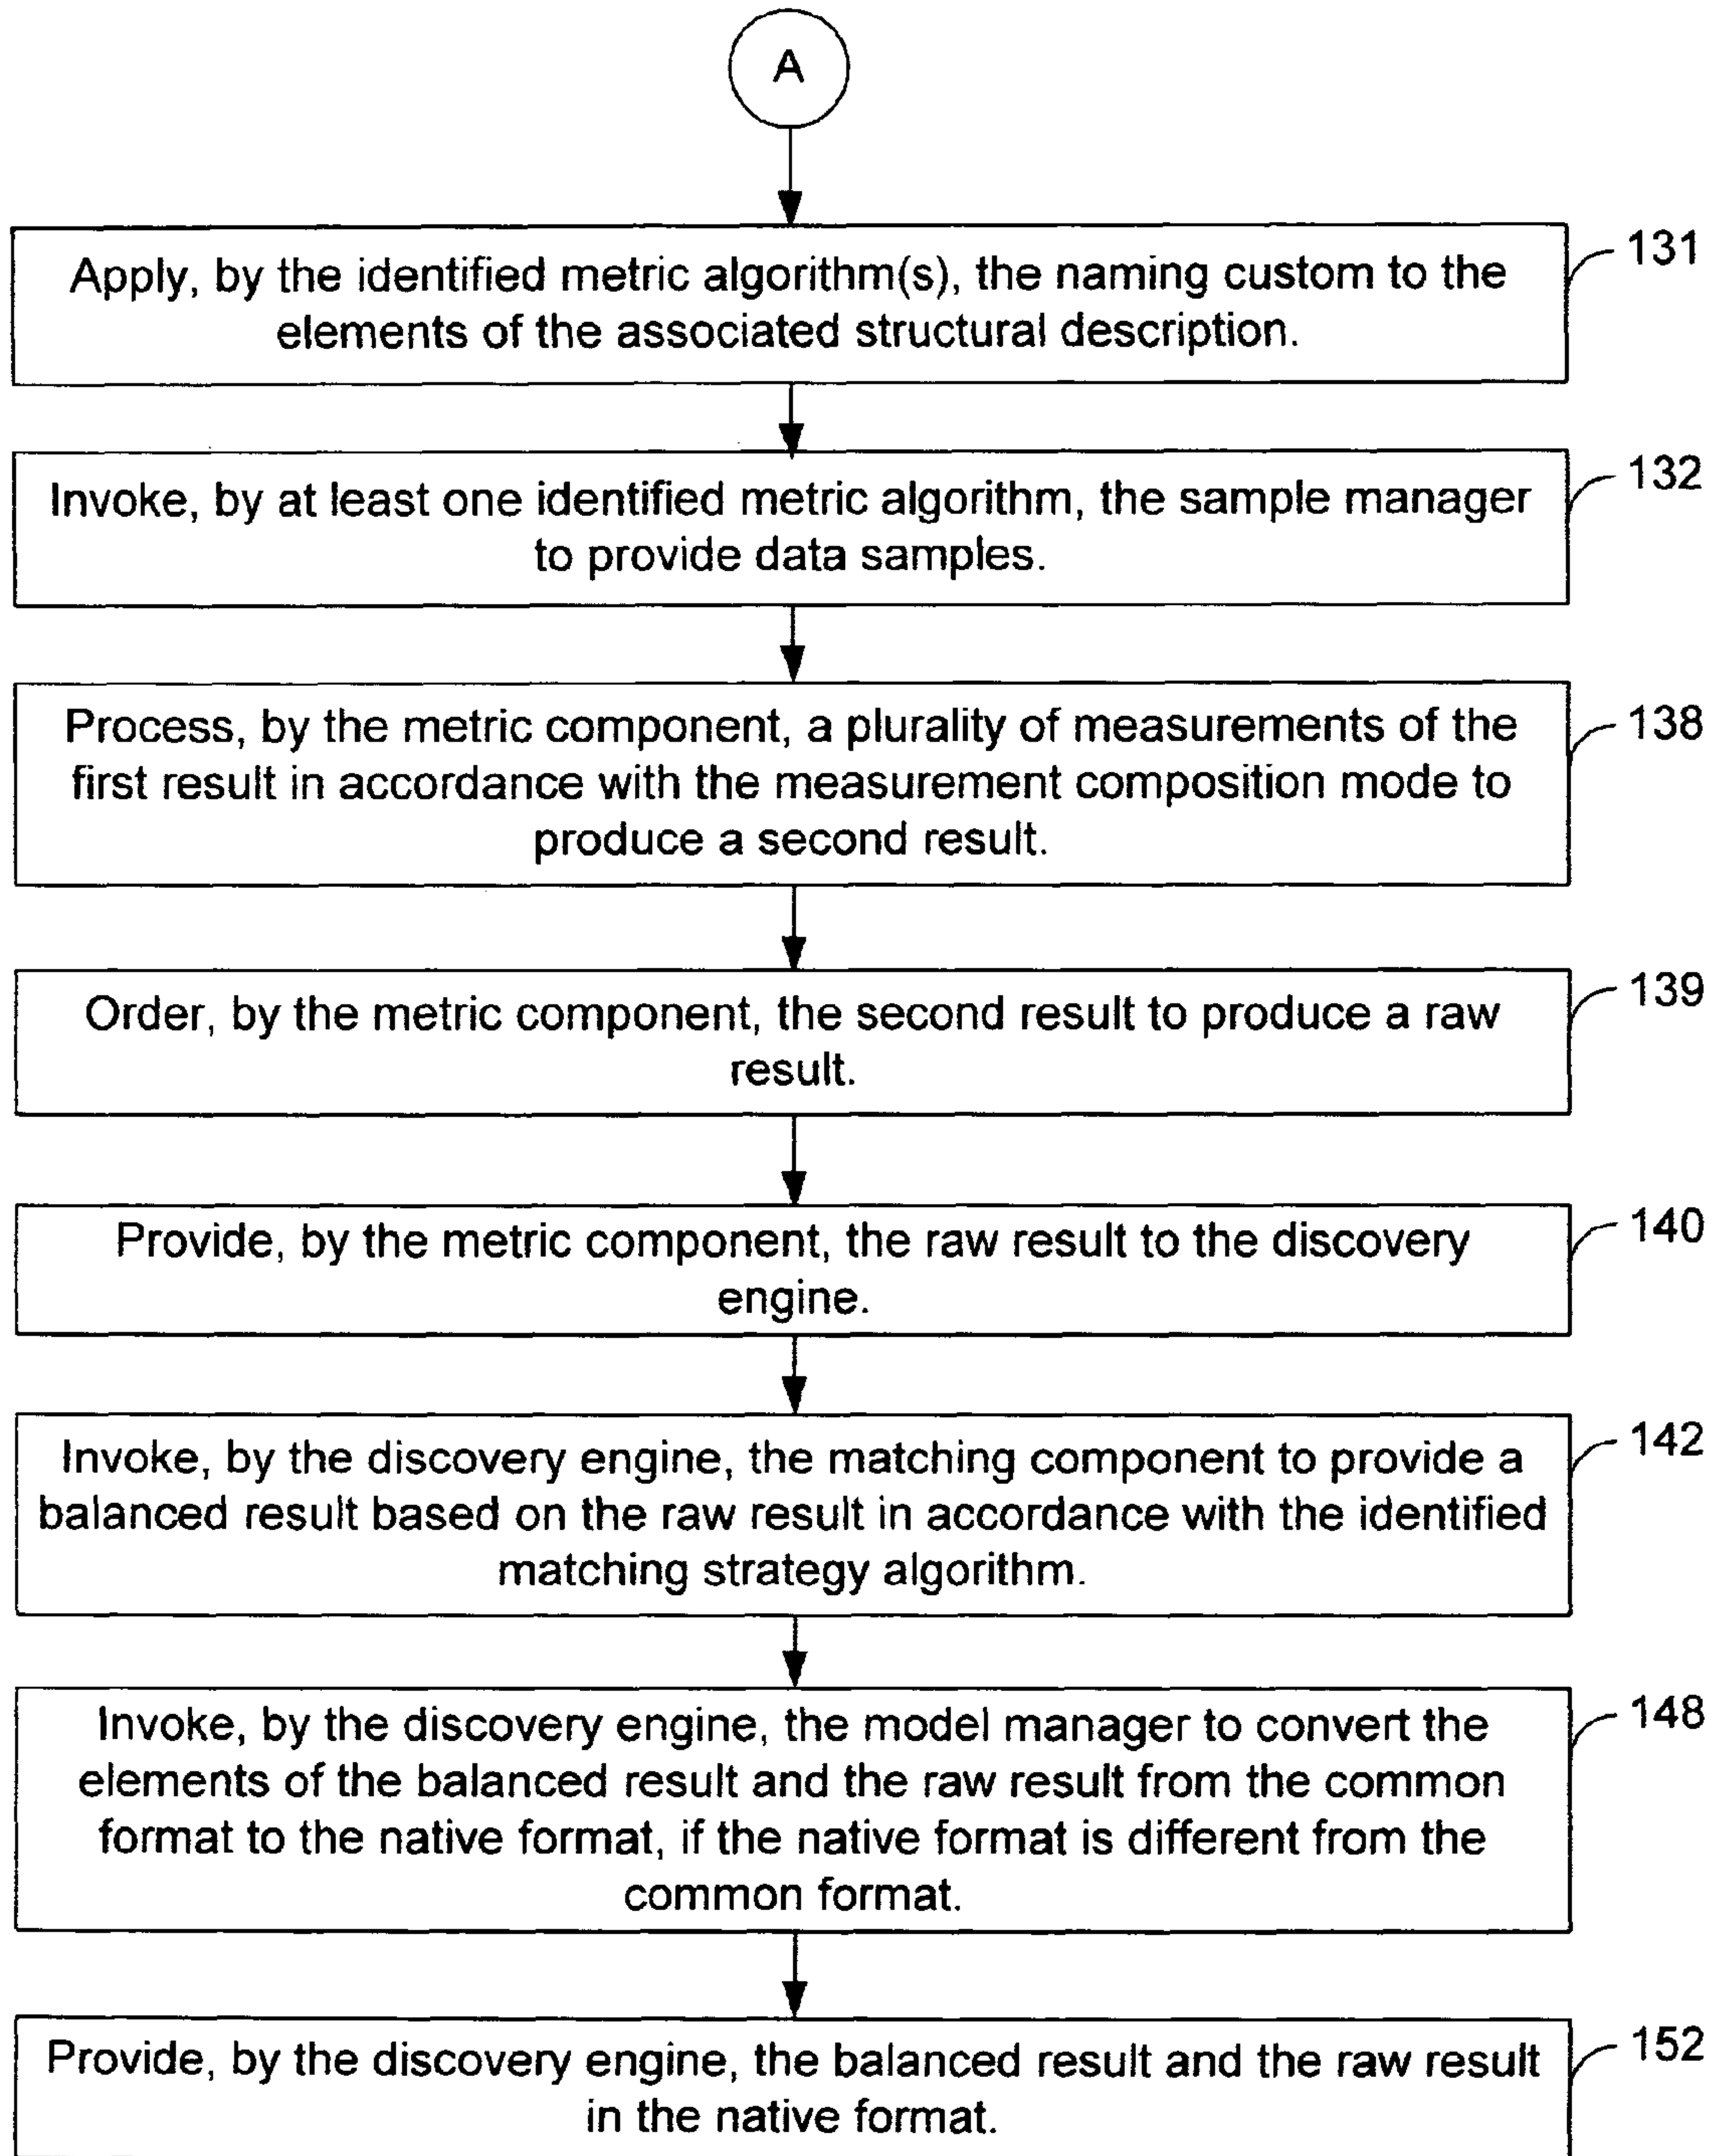 A
Apply, by the identified metric algorithm(s), the naming custom to the
elements of the associated structural description.
131
Invoke, by at least one identified metric algorithm, the sample manager
to provide data samples.
132
Process, by the metric component, a plurality of measurements of the
first result in accordance with the measurement composition mode to
produce a second result.
138
Order, by the metric component, the second result to produce a raw
result.
139
Provide, by the metric component, the raw result to the discovery
engine.
140
Invoke, by the discovery engine, the matching component to provide a
balanced result based on the raw result in accordance with the identified
matching strategy algorithm.
142
Invoke, by the discovery engine, the model manager to convert the
elements of the balanced result and the raw result from the common
format to the native format, if the native format is different from the
common format.
148
Provide, by the discovery engine, the balanced result and the raw result
in the native format.
152